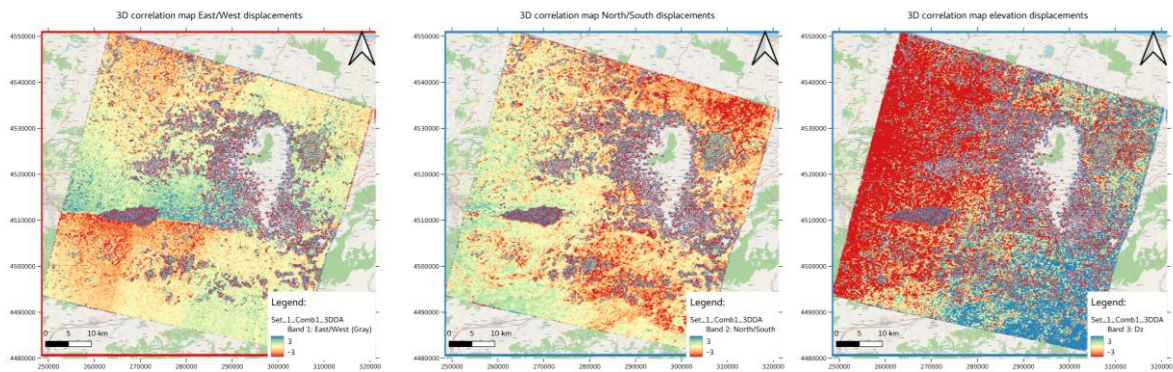 3D correlation map East/West displacements
4550000
4540000
4530000
4520000
4510000
4500000
4490000
4480000
Legend:
Set_1_Comb1_3DDA
Band 1: East/West (Gray)
3
-3
0 5 10 km
250000 260000 270000 280000 290000 300000 310000 320000
3D correlation map North/South displacements
4550000
4540000
4530000
4520000
4510000
4500000
4490000
4480000
Legend:
Set_1_Comb1_3DDA
Band 2: North/South
3
-3
0 5 10 km
250000 260000 270000 280000 290000 300000 310000 320000
3D correlation map elevation displacements
4550000
4540000
4530000
4520000
4510000
4500000
4490000
4480000
Legend:
Set_1_Comb1_3DDA
Band 3: Dz
3
-3
0 5 10 km
250000 260000 270000 280000 290000 300000 310000 320000